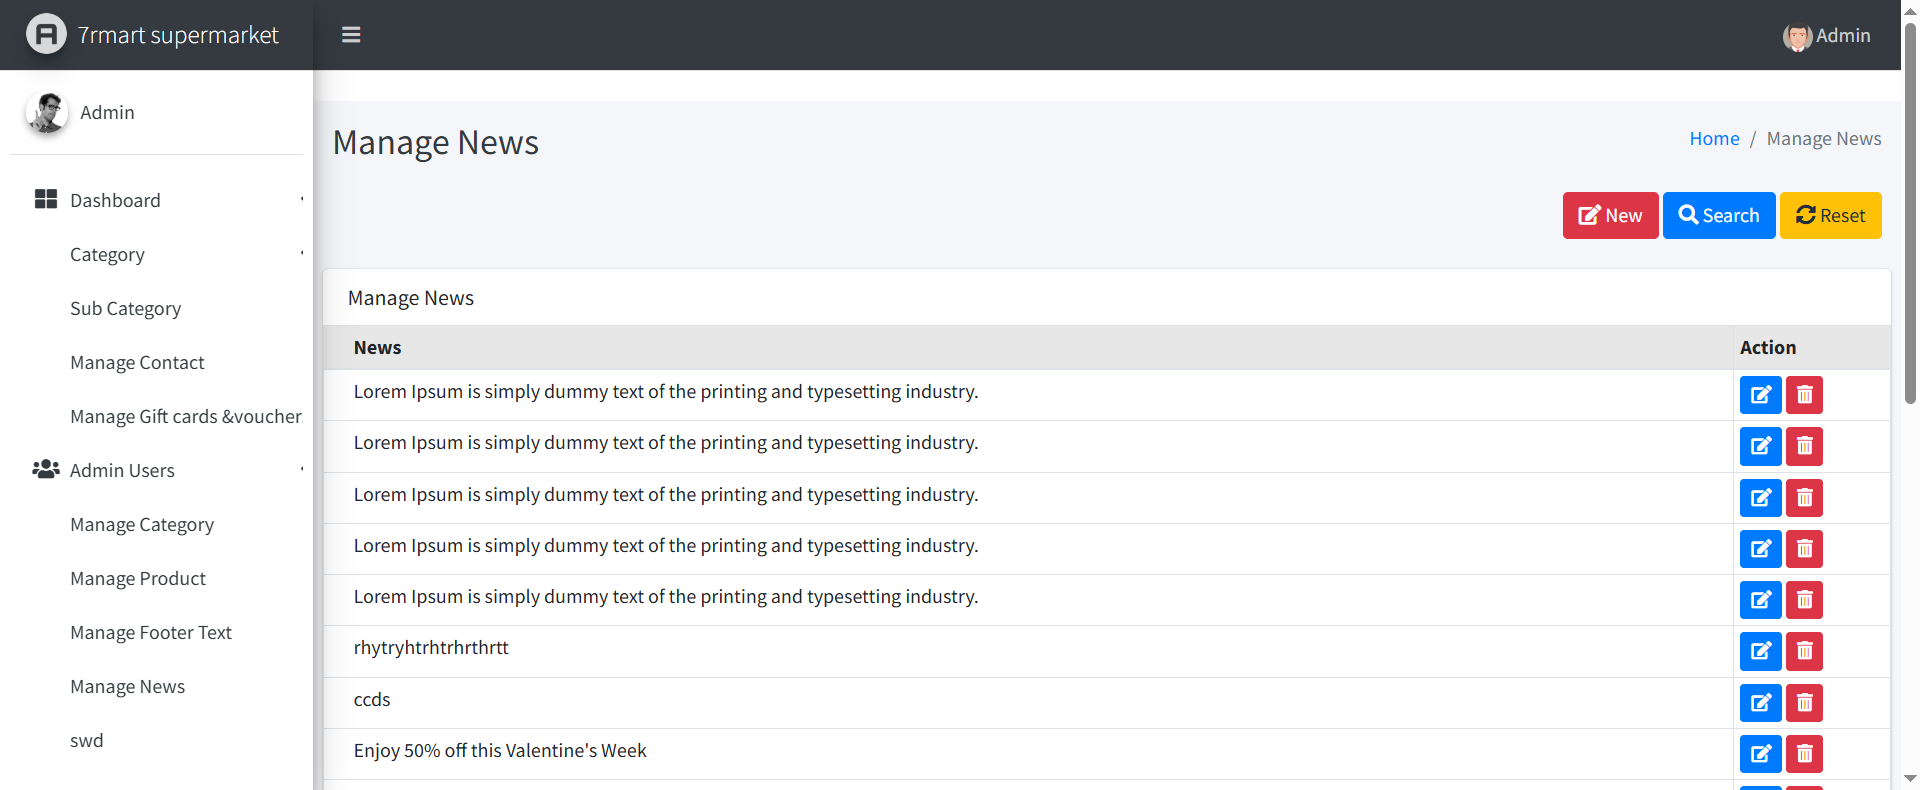 7rmart supermarket
Admin
Admin
Manage News
Home / Manage News
New
Search
Reset
Dashboard
Category
Sub Category
Manage Contact
Manage Gift cards &voucher
Admin Users
Manage Category
Manage Product
Manage Footer Text
Manage News
swd
Manage News
News Action
Lorem Ipsum is simply dummy text of the printing and typesetting industry.
Lorem Ipsum is simply dummy text of the printing and typesetting industry.
Lorem Ipsum is simply dummy text of the printing and typesetting industry.
Lorem Ipsum is simply dummy text of the printing and typesetting industry.
Lorem Ipsum is simply dummy text of the printing and typesetting industry.
rhytryhtrhtrhrthrtt
ccds
Enjoy 50% off this Valentine's Week